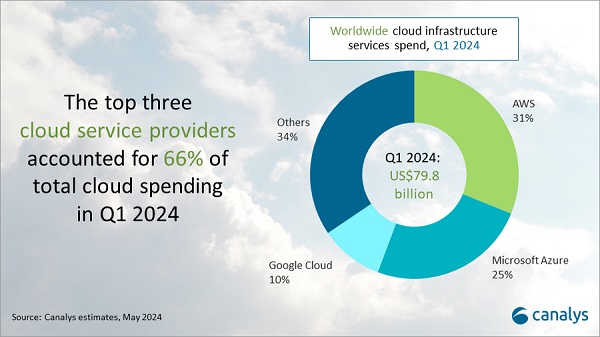 Worldwide cloud infrastructure
services spend, Q1 2024
The top three
cloud service providers
accounted for 66% of
total cloud spending
in Q1 2024
Others
34%
AWS
31%
Q1 2024:
US$79.8
billion
Google Cloud
10%
Microsoft Azure
25%
Source: Canalys estimates, May 2024
canalys